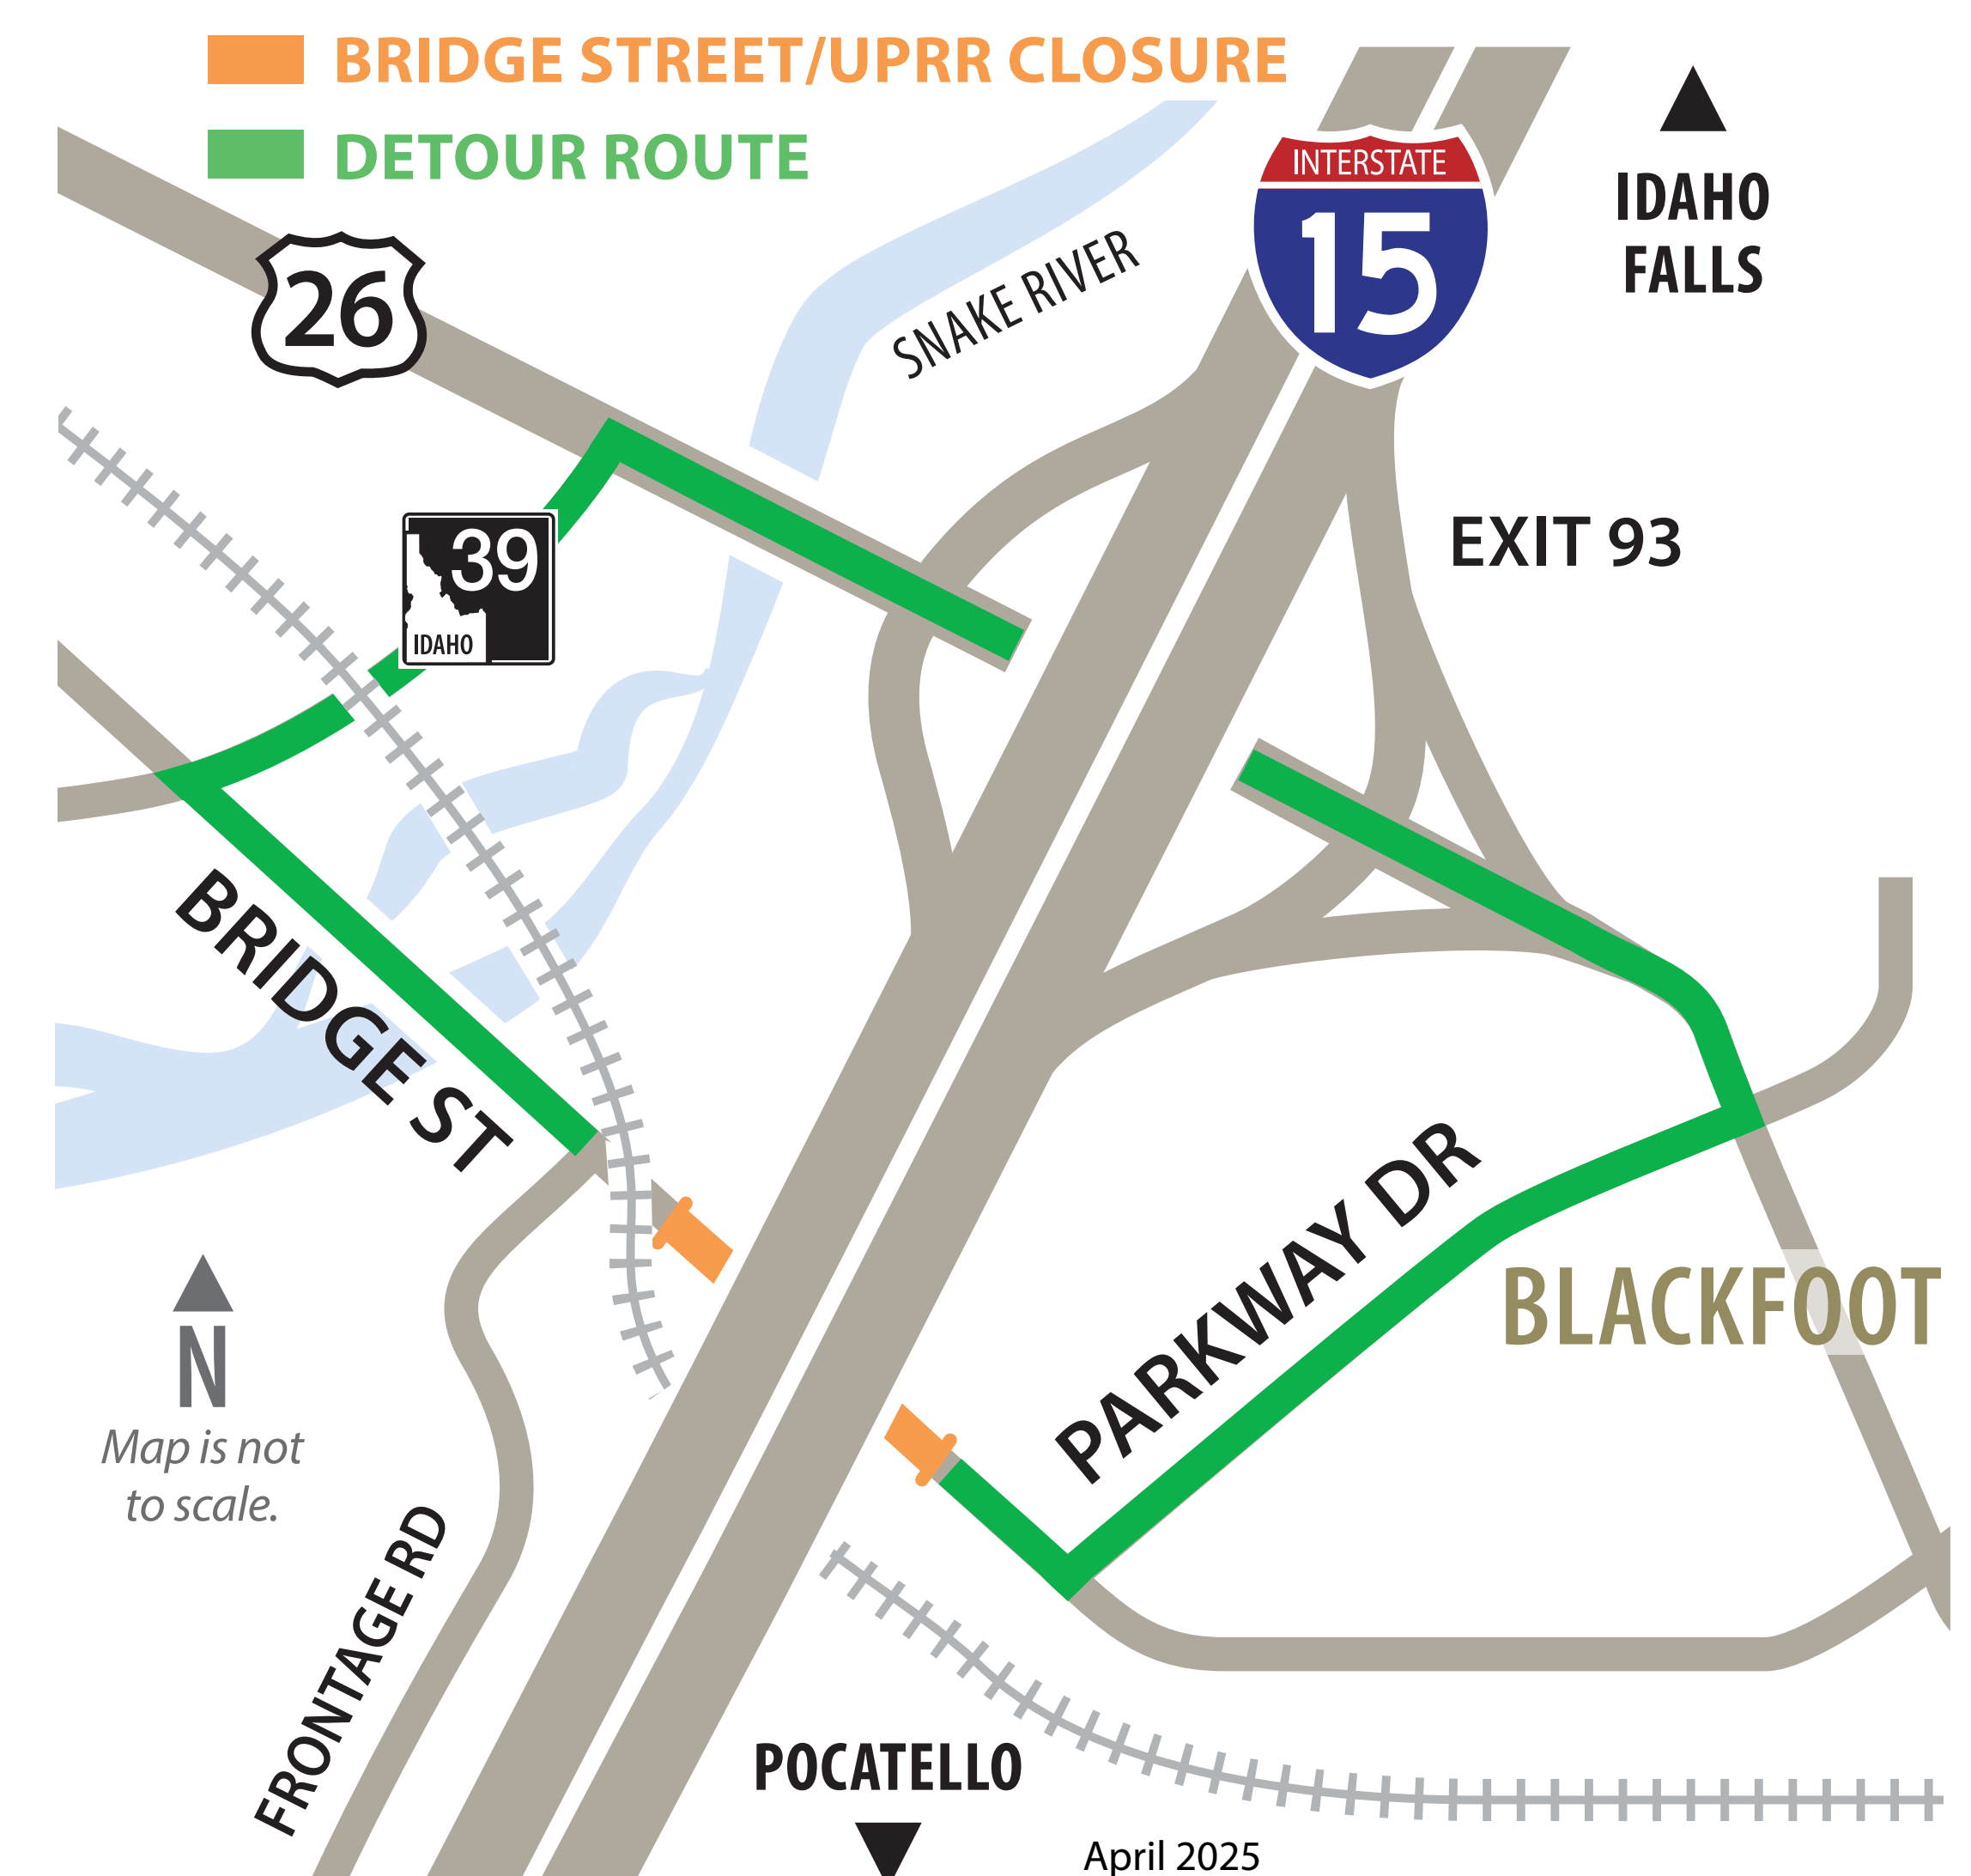 BRIDGE STREET/UPRR CLOSURE
DETOUR ROUTE
INTERSTATE
15
IDAHO
FALLS
26
SNAKE RIVER
39
IDAHO
EXIT 93
BRIDGE ST
PARKWAY DR
BLACKFOOT
N
Map is not
to scale.
FRONTAGE RD
POCATELLO
April 2025